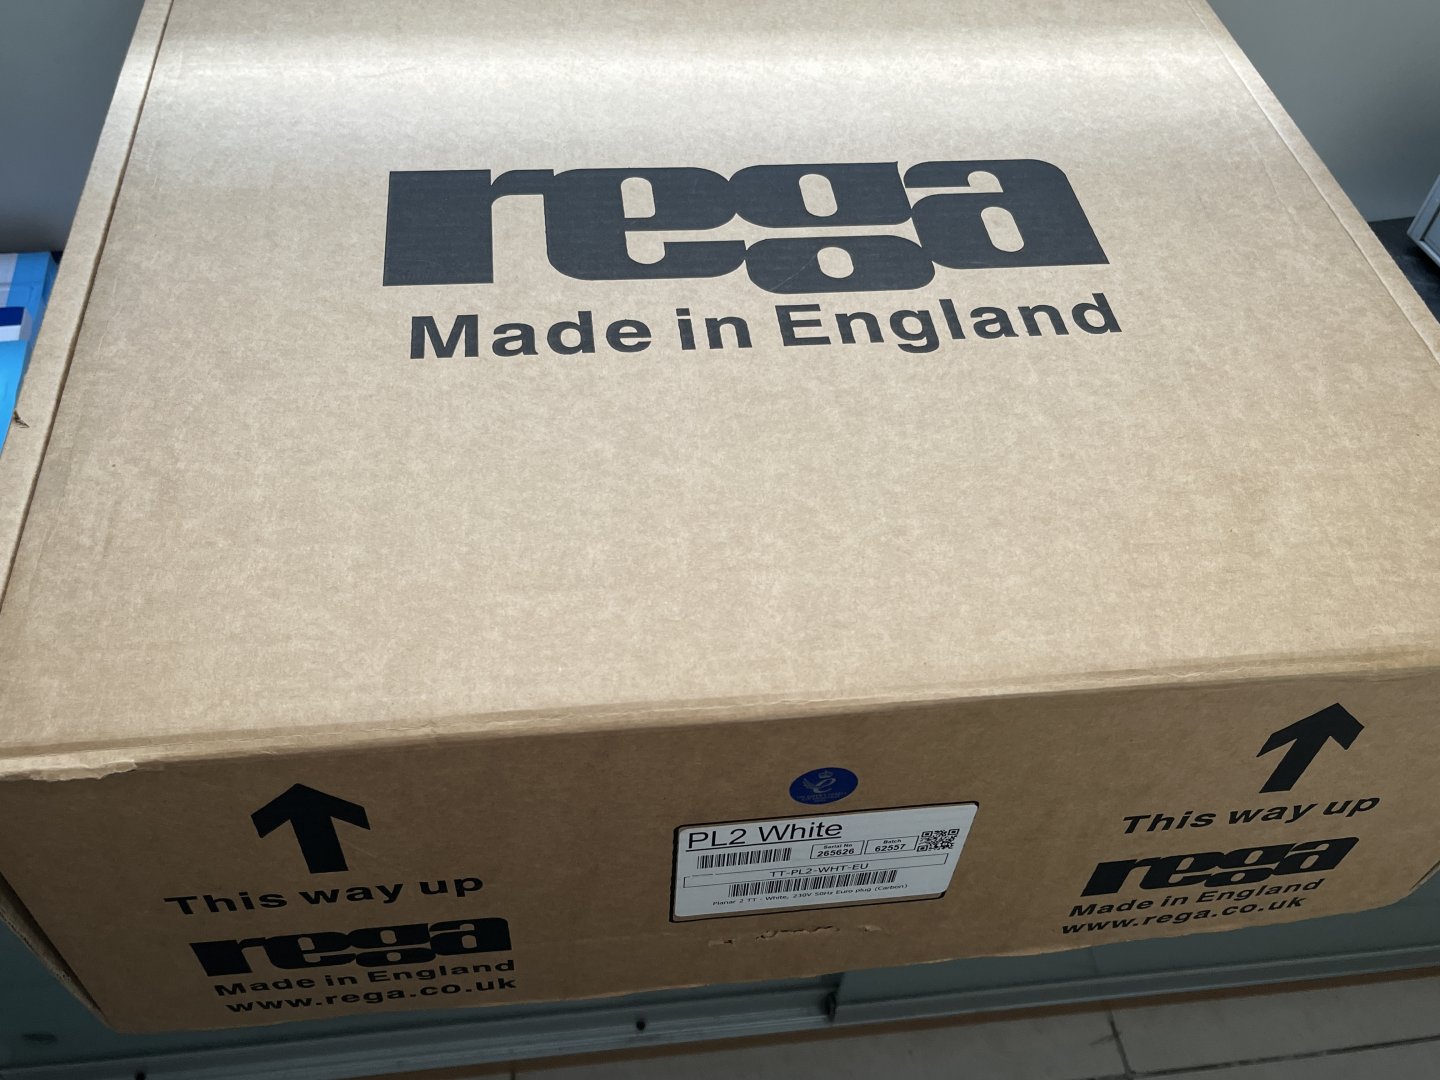 rega
Made in England
This way up
rega
Made in England
www.rega.co.uk
PL2 White
Serial No
265626
Batch
62557
TT-PL2-WHT-EU
Planar 2 TT - White, 230V 50Hz Euro plug (Carbon)
This way up
rega
Made in England
www.rega.co.uk